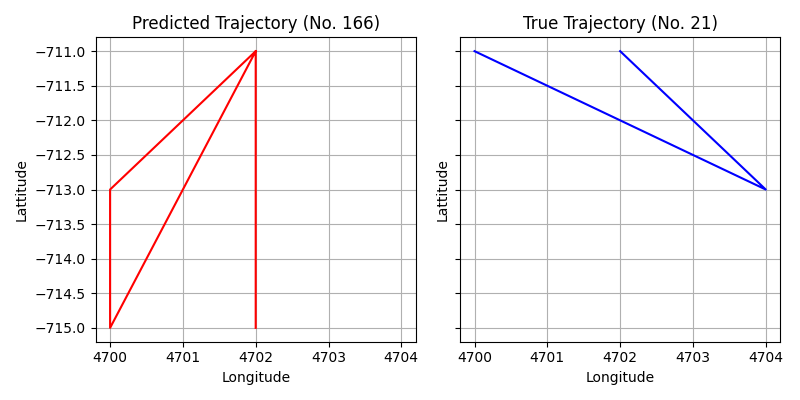 Predicted Trajectory (No. 166)
True Trajectory (No. 21)
−711.0
−711.5
−712.0
−712.5
−713.0
−713.5
−714.0
−714.5
−715.0
Lattitude
Lattitude
4700 4701 4702 4703 4704
4700 4701 4702 4703 4704
Longitude
Longitude